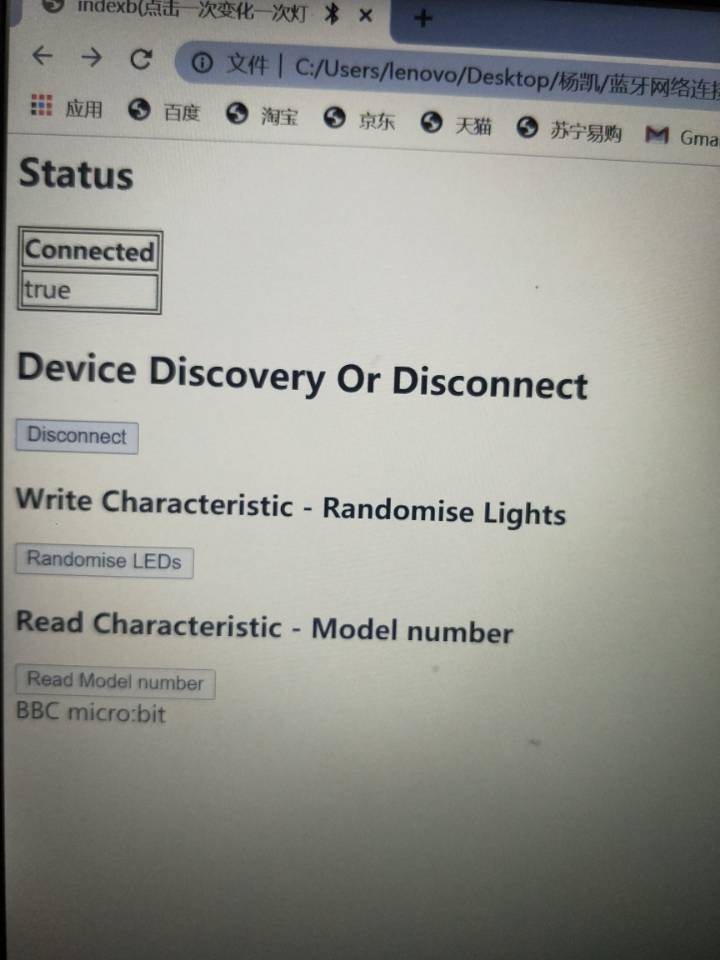 indexb(点击一次变化一次灯
文件 | C:/Users/lenovo/Desktop/杨凯/蓝牙网络连接
应用 百度 淘宝 京东 天猫 苏宁易购 Gma
Status
Connected
true
Device Discovery Or Disconnect
Disconnect
Write Characteristic - Randomise Lights
Randomise LEDs
Read Characteristic - Model number
Read Model number
BBC micro:bit